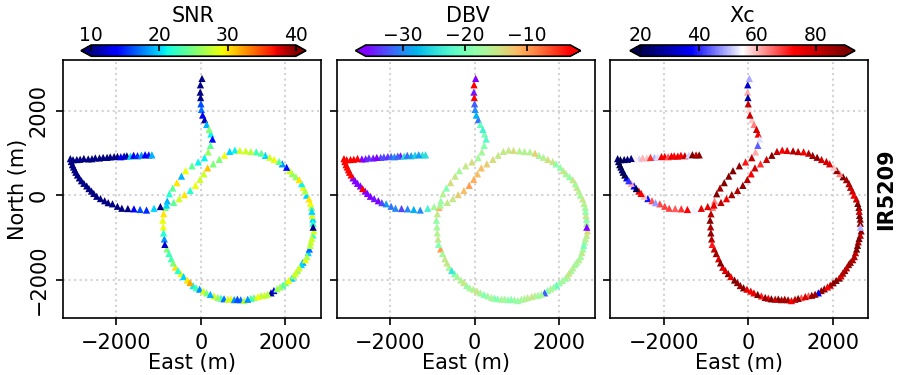 SNR DBV Xc
10 20 30 40 −30 −20 −10 20 40 60 80
North (m)
2000
0
−2000
IR5209
−2000 0 2000 −2000 0 2000 −2000 0 2000
East (m) East (m) East (m)